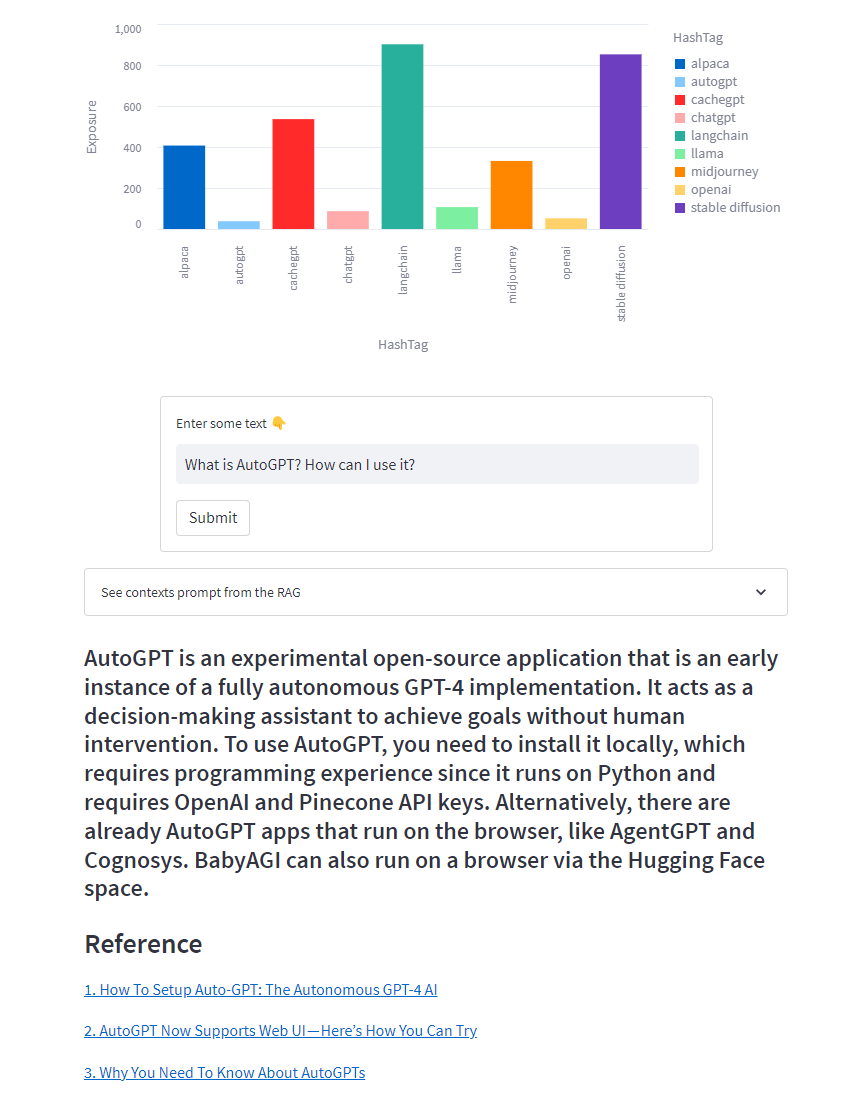 1,000
800
600
400
200
0
Exposure
alpaca
autogpt
cachegpt
chatgpt
langchain
llama
midjourney
openai
stable diffusion
HashTag
HashTag
alpaca
autogpt
cachegpt
chatgpt
langchain
llama
midjourney
openai
stable diffusion
Enter some text 👇
What is AutoGPT? How can I use it?
Submit
See contexts prompt from the RAG
AutoGPT is an experimental open-source application that is an early
instance of a fully autonomous GPT-4 implementation. It acts as a
decision-making assistant to achieve goals without human
intervention. To use AutoGPT, you need to install it locally, which
requires programming experience since it runs on Python and
requires OpenAI and Pinecone API keys. Alternatively, there are
already AutoGPT apps that run on the browser, like AgentGPT and
Cognosys. BabyAGI can also run on a browser via the Hugging Face
space.
Reference
1. How To Setup Auto-GPT: The Autonomous GPT-4 AI
2. AutoGPT Now Supports Web UI — Here’s How You Can Try
3. Why You Need To Know About AutoGPTs